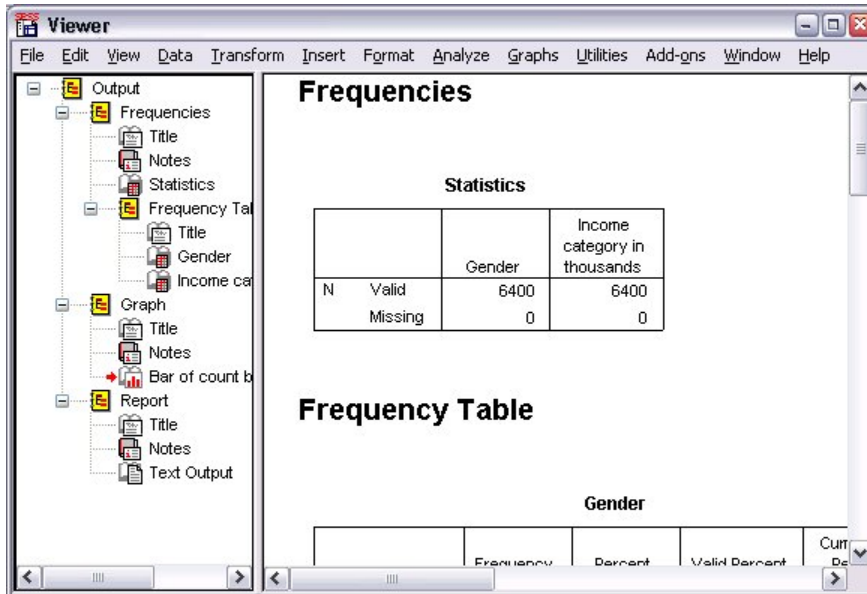 Viewer
File Edit View Data Transform Insert Format Analyze Graphs Utilities Add-ons Window Help
Output
Frequencies
Title
Notes
Statistics
Frequency Tal
Title
Gender
Income ca
Graph
Title
Notes
Bar of count b
Report
Title
Notes
Text Output
Frequencies
Statistics
Gender
Income category in thousands
N Valid 6400 6400
Missing 0 0
Frequency Table
Gender
Frequency Percent Valid Percent